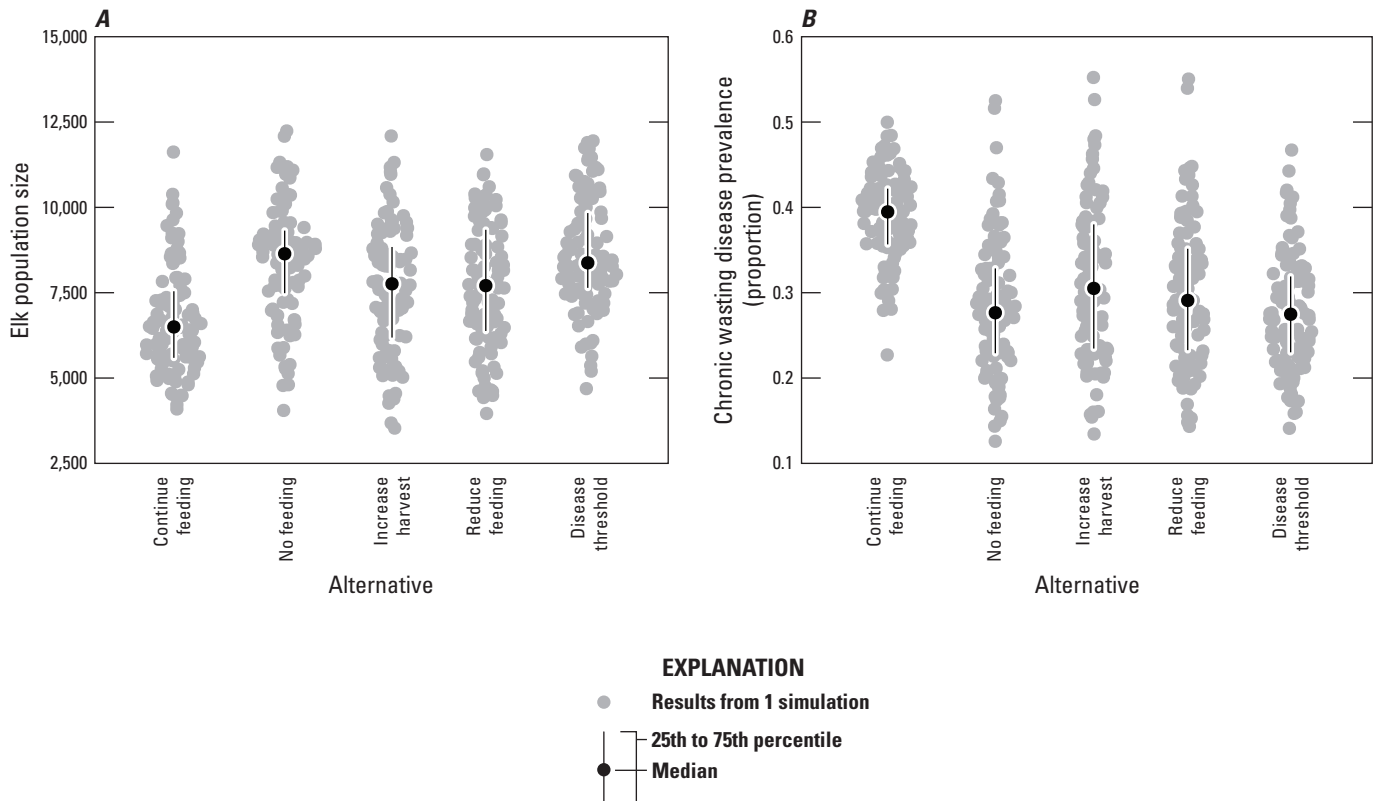 A
15,000
12,500
10,000
7,500
5,000
2,500
Elk population size
Continue
feeding
No feeding
Increase
harvest
Reduce
feeding
Disease
threshold
Alternative
B
0.6
0.5
0.4
0.3
0.2
0.1
Chronic wasting disease prevalence
(proportion)
Continue
feeding
No feeding
Increase
harvest
Reduce
feeding
Disease
threshold
Alternative
EXPLANATION
Results from 1 simulation
25th to 75th percentile
Median